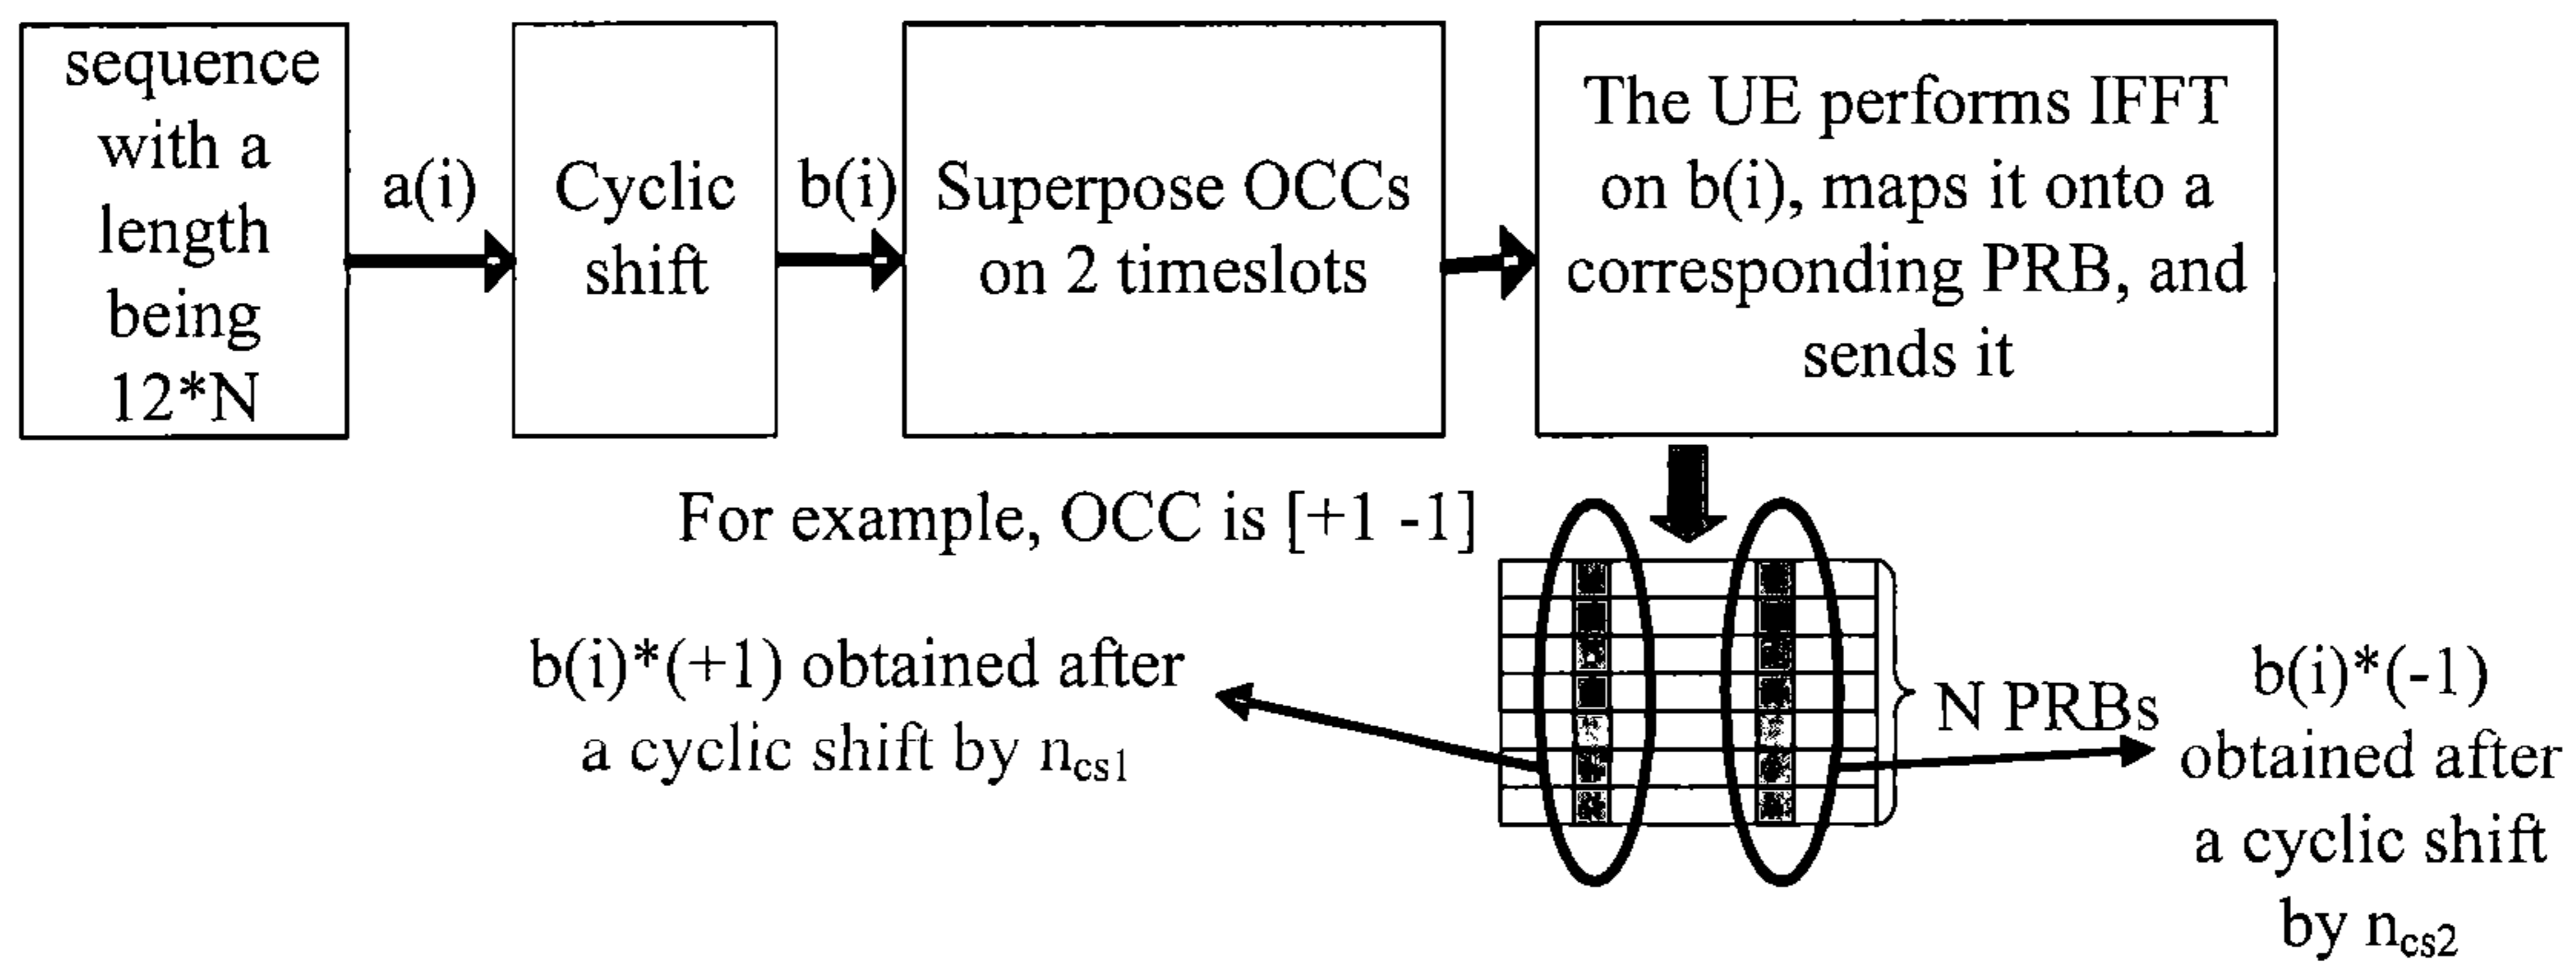 sequence
with a
length
being
12*N
a(i)
Cyclic
shift
b(i)
Superpose OCCs
on 2 timeslots
The UE performs IFFT
on b(i), maps it onto a
corresponding PRB, and
sends it
For example, OCC is [+1 -1]
b(i)*(+1) obtained after
a cyclic shift by n_cs1
N PRBs
b(i)*(-1)
obtained after
a cyclic shift
by n_cs2